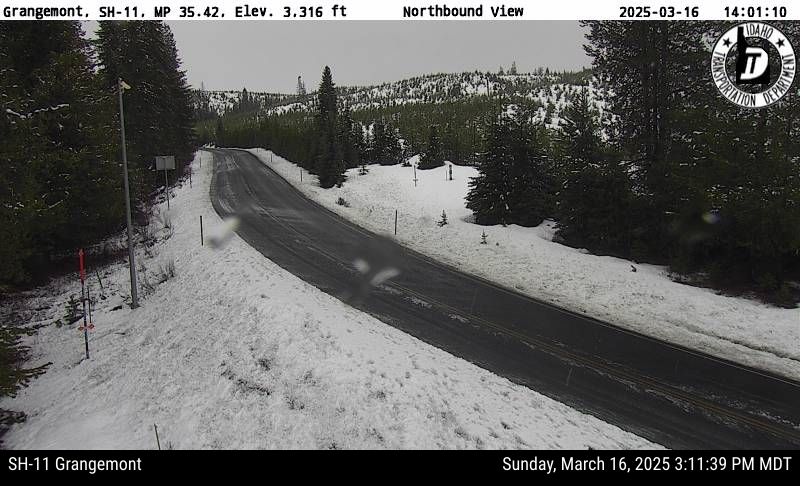 Grangemont, SH-11, MP 35.42, Elev. 3,316 ft Northbound View 2025-03-16 14:01:10
IDAHO
TRANSPORTATION DEPARTMENT
SH-11 Grangemont Sunday, March 16, 2025 3:11:39 PM MDT